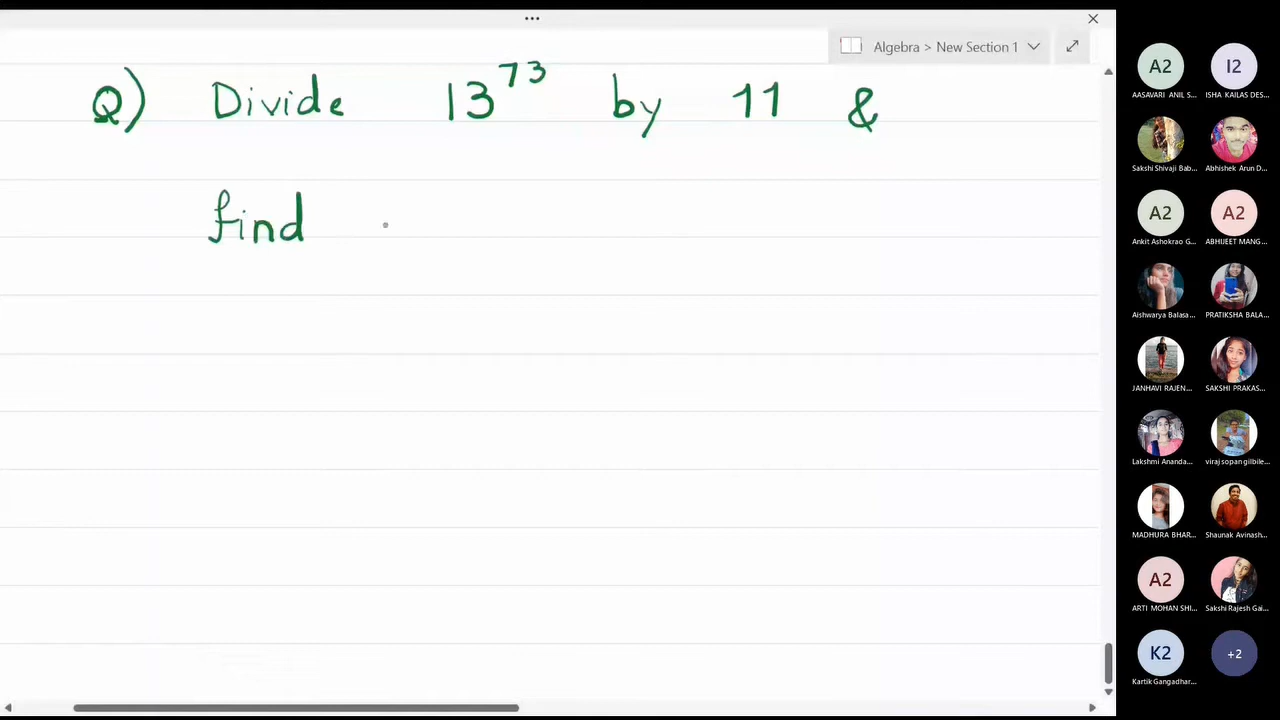 Algebra > New Section 1
Q) Divide 13^73 by 11 &
find
A2
AASAVARI ANIL S...
I2
ISHA KAILAS DES...
Sakshi Shivaji Bab...
Abhishek Arun D...
A2
Ankit Ashokrao G...
A2
ABHIJEET MANG...
Aishwarya Balasa...
PRATIKSHA BALA...
JANHAVI RAJEN...
SAKSHI PRAKAS...
Lakshmi Ananda...
viraj sopan gilbile...
MADHURA BHAR...
Shaunak Avinash...
A2
ARTI MOHAN SHI...
Sakshi Rajesh Gai...
K2
Kartik Gangadhar...
+2